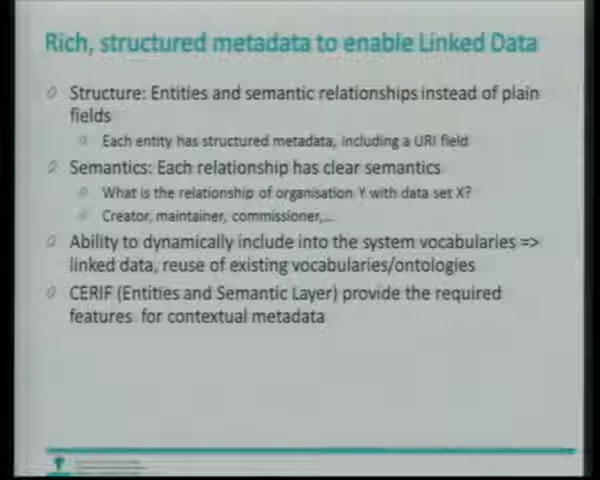 Rich, structured metadata to enable Linked Data
Structure: Entities and semantic relationships instead of plain
fields
Each entity has structured metadata, including a URI field
Semantics: Each relationship has clear semantics
What is the relationship of organisation Y with data set X?
Creator, maintainer, commissioner,...
Ability to dynamically include into the system vocabularies =>
linked data, reuse of existing vocabularies/ontologies
CERIF (Entities and Semantic Layer) provide the required
features for contextual metadata